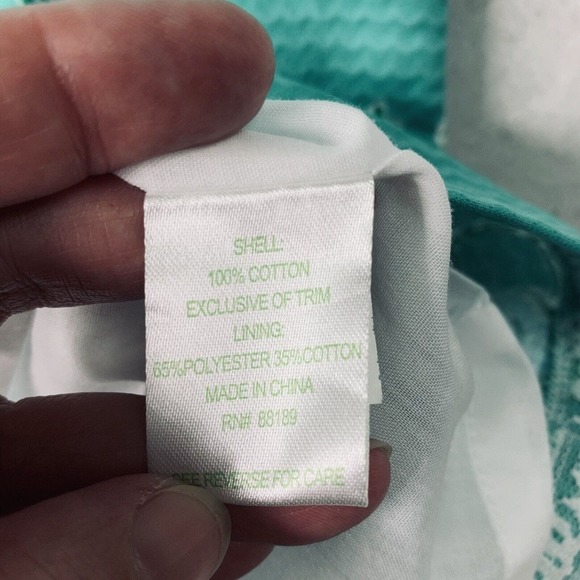 SHELL:
100% COTTON
EXCLUSIVE OF TRIM
LINING:
65%POLYESTER 35%COTTON
MADE IN CHINA
RN# 88189
SEE REVERSE FOR CARE